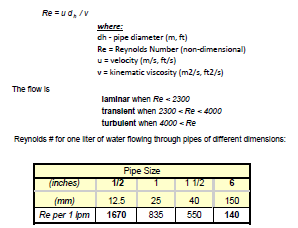 Re = u dh / ν
where:
dh - pipe diameter (m, ft)
Re = Reynolds Number (non-dimensional)
u = velocity (m/s, ft/s)
v = kinematic viscosity (m2/s, ft2/s)
The flow is
laminar when Re < 2300
transient when 2300 < Re < 4000
turbulent when 4000 < Re
Reynolds # for one liter of water flowing through pipes of different dimensions:
Pipe Size
(inches) 1/2 1 1 1/2 6
(mm) 12.5 25 40 150
Re per 1 lpm 1670 835 550 140